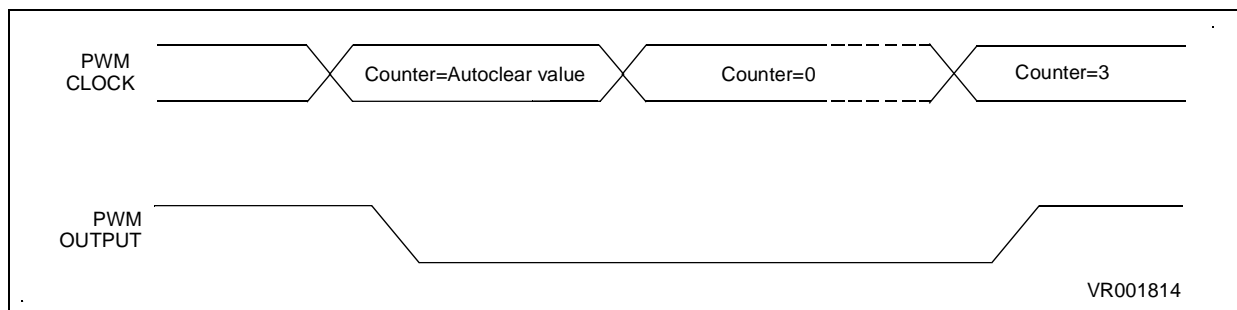 PWM
CLOCK
Counter=Autoclear value
Counter=0
Counter=3
PWM
OUTPUT
VR001814